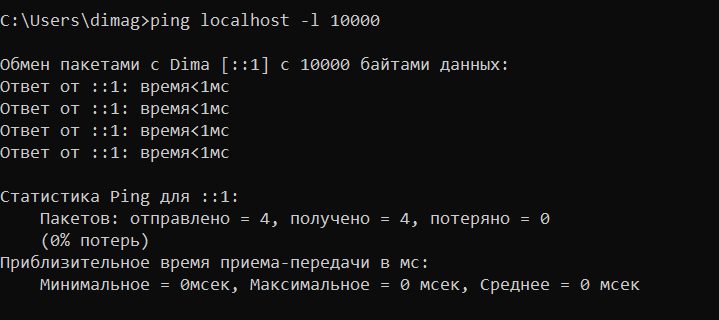 C:\Users\dimag>ping localhost -l 10000
Обмен пакетами с Dima [::1] с 10000 байтами данных:
Ответ от ::1: время<1мс
Ответ от ::1: время<1мс
Ответ от ::1: время<1мс
Ответ от ::1: время<1мс
Статистика Ping для ::1:
Пакетов: отправлено = 4, получено = 4, потеряно = 0
(0% потерь)
Приблизительное время приема-передачи в мс:
Минимальное = 0мсек, Максимальное = 0 мсек, Среднее = 0 мсек